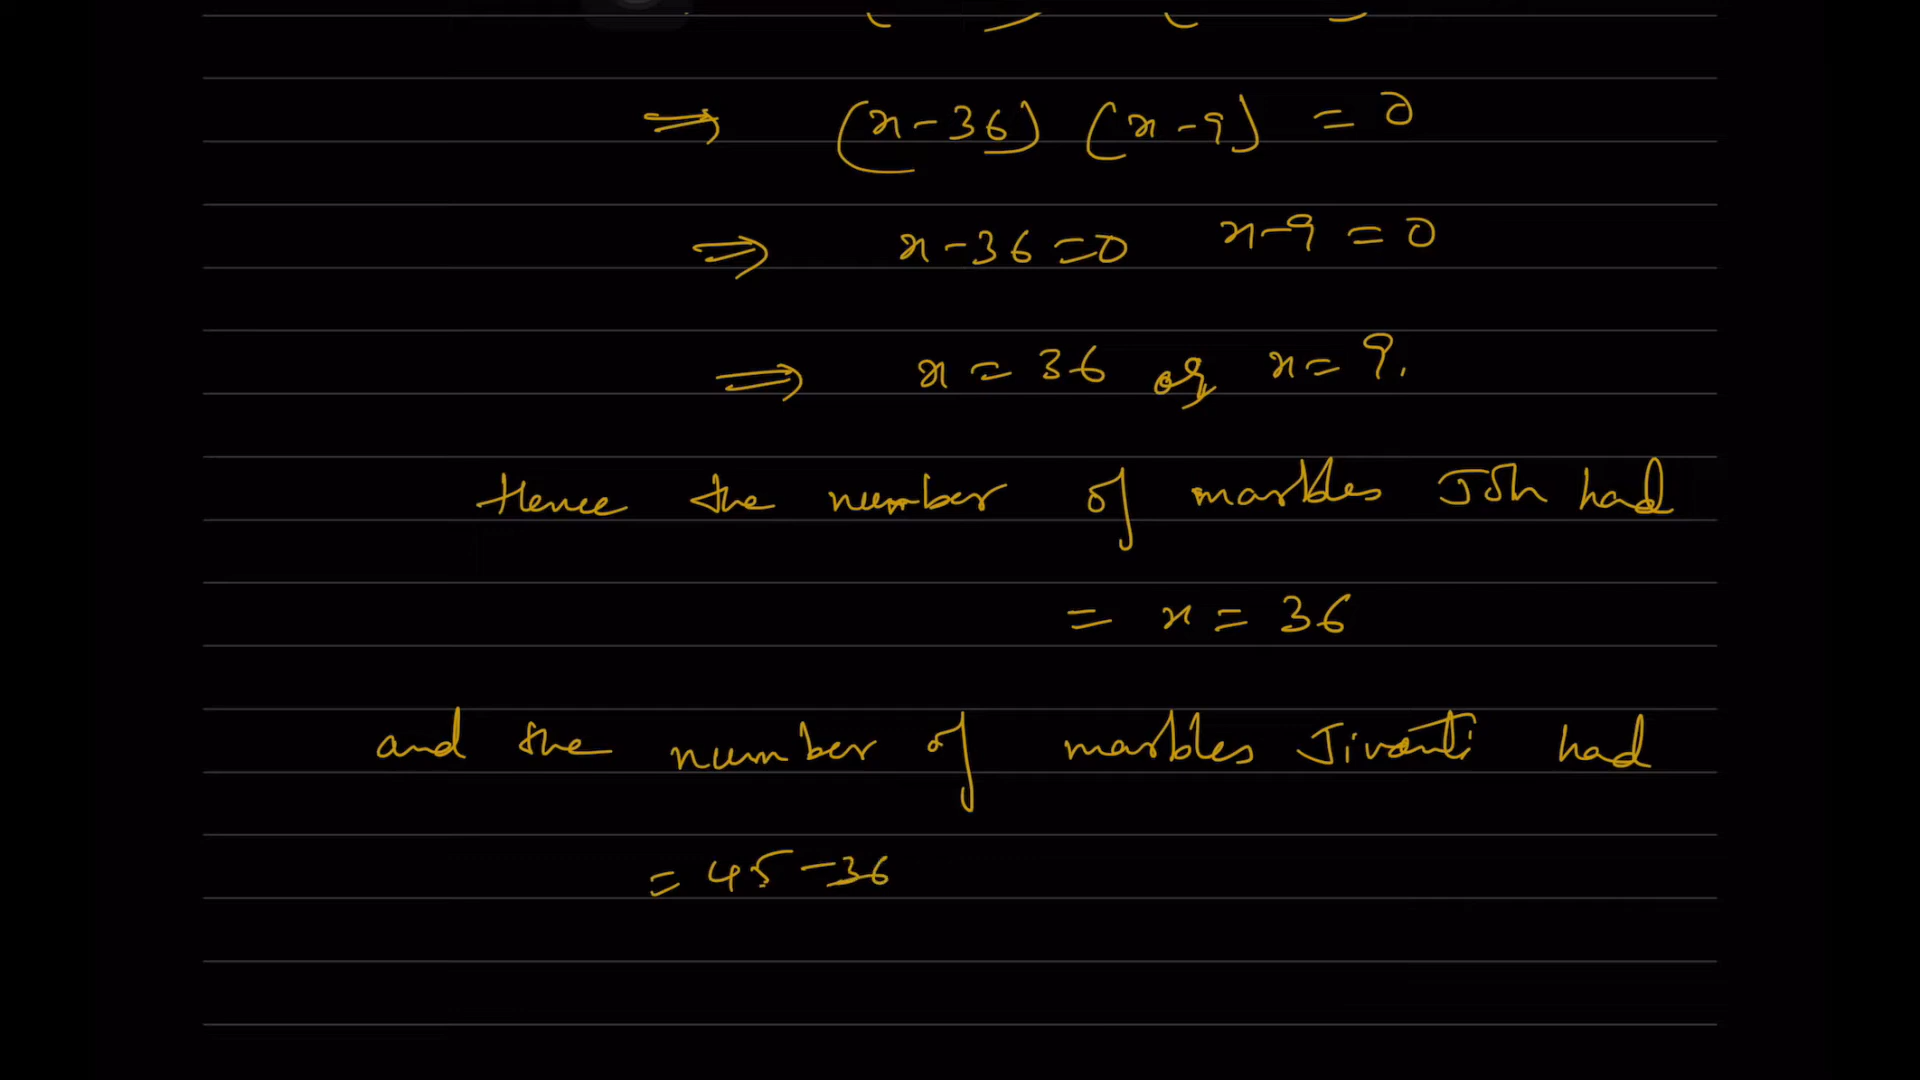 ⇒ (x-36) (x-9) = 0
⇒ x-36=0 x-9=0
⇒ x = 36 or x = 9.
Hence the number of marbles Joh had
= x = 36
and the number of marbles Jivanti had
= 45-36